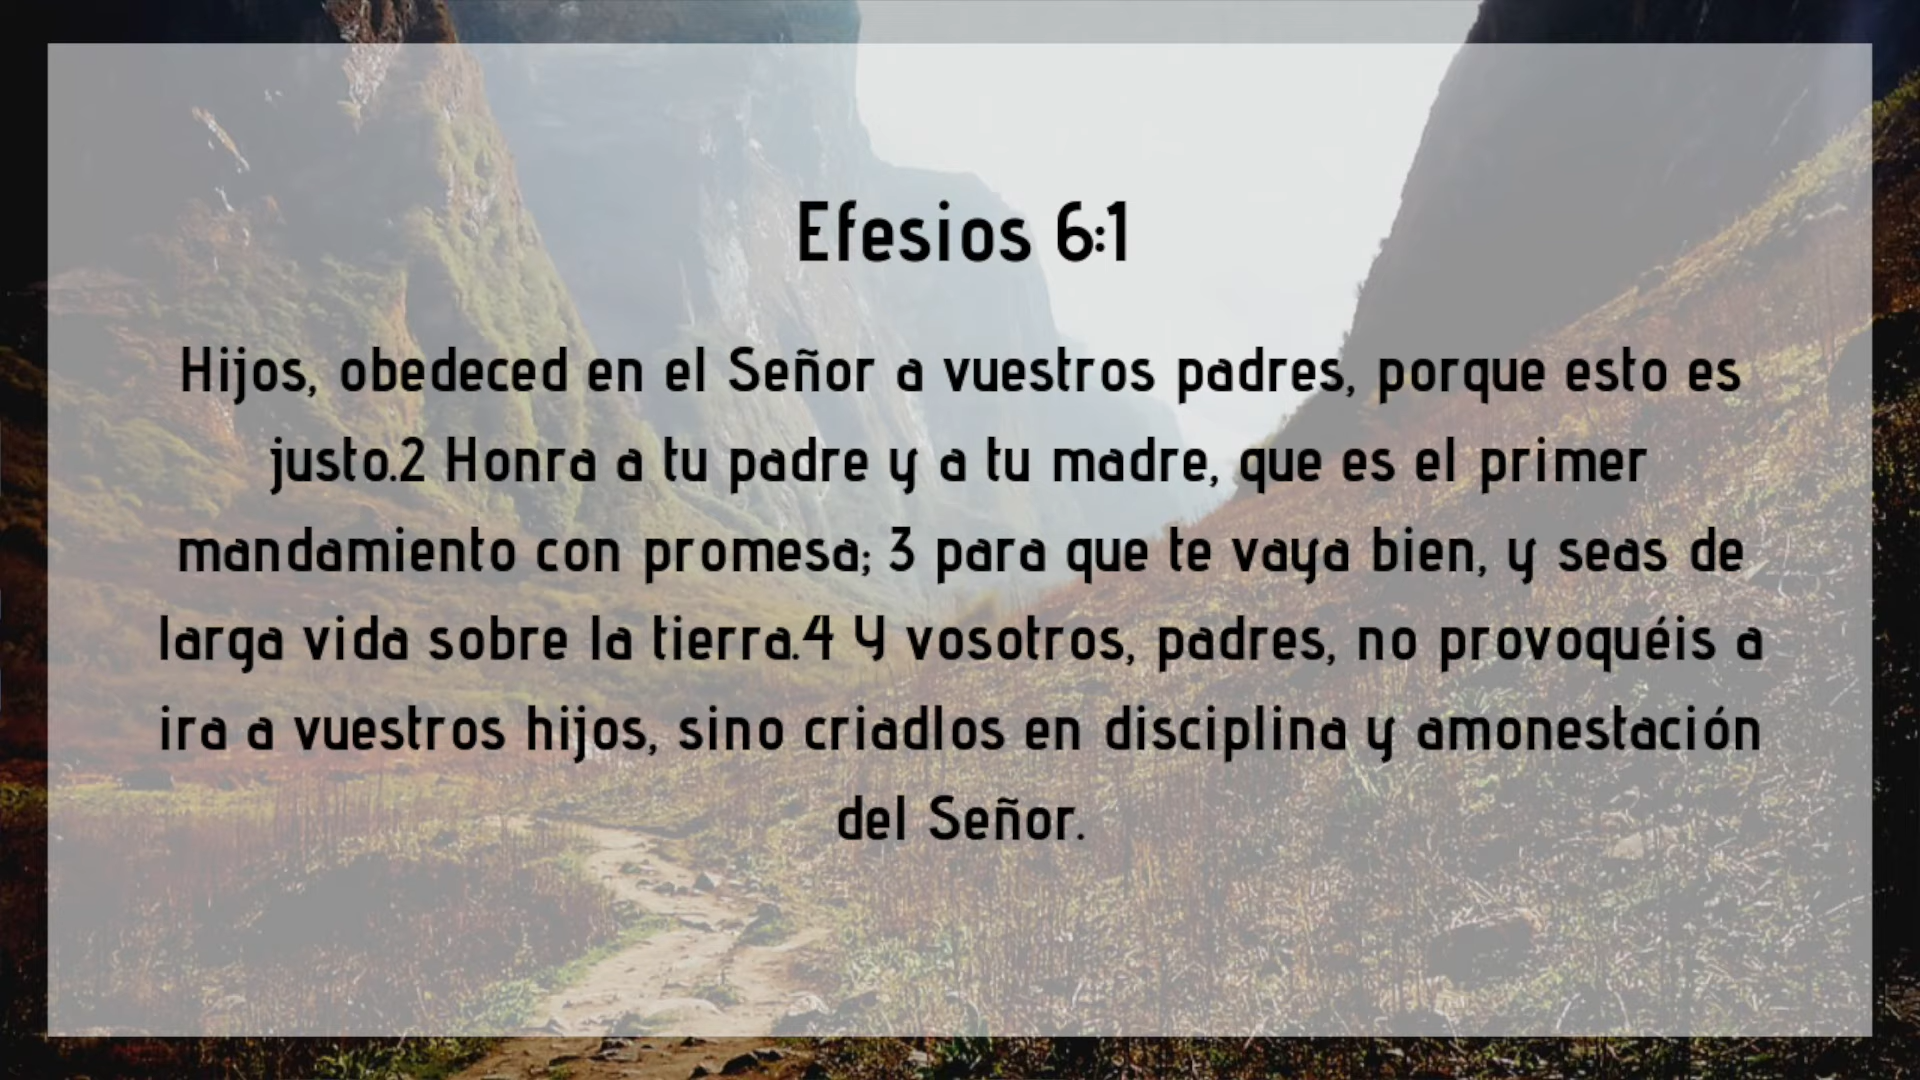 Efesios 6:1
Hijos, obedeced en el Señor a vuestros padres, porque esto es
justo.2 Honra a tu padre y a tu madre, que es el primer
mandamiento con promesa; 3 para que te vaya bien, y seas de
larga vida sobre la tierra.4 Y vosotros, padres, no provoquéis a
ira a vuestros hijos, sino criadlos en disciplina y amonestación
del Señor.